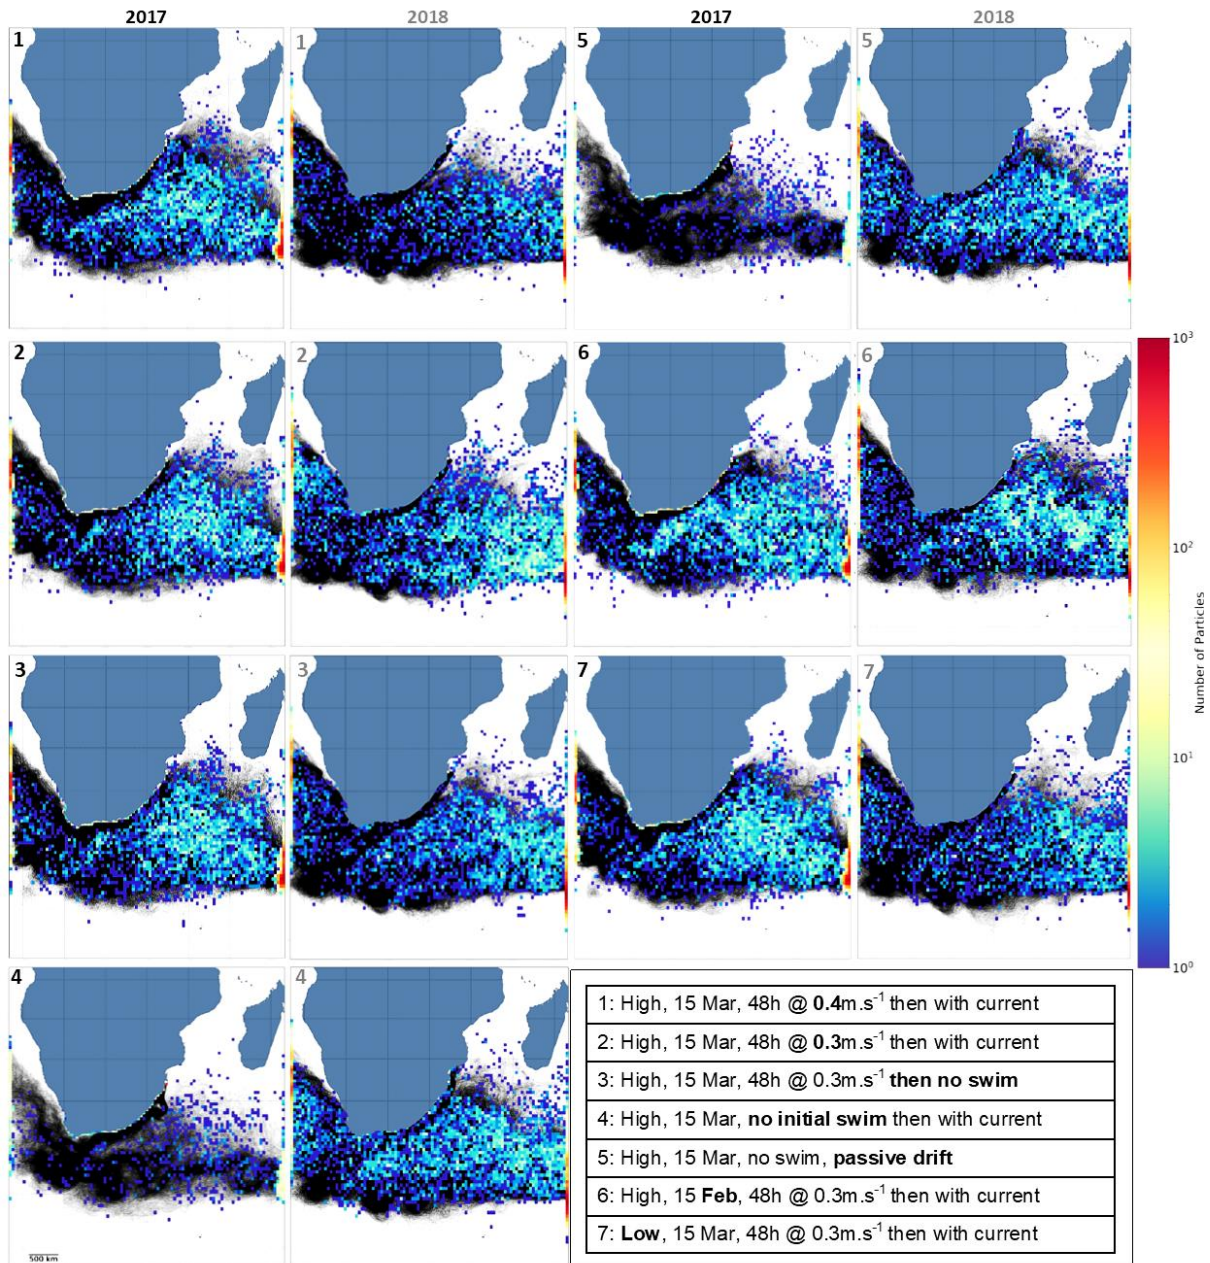 2017 2018 2017 2018
1 1 5 5
2 2 6 6
10³
10²
Number of Particles
3 3 7 7
10¹
10⁰
4 4
1: High, 15 Mar, 48h @ 0.4m.s⁻¹ then with current
2: High, 15 Mar, 48h @ 0.3m.s⁻¹ then with current
3: High, 15 Mar, 48h @ 0.3m.s⁻¹ then no swim
4: High, 15 Mar, no initial swim then with current
5: High, 15 Mar, no swim, passive drift
6: High, 15 Feb, 48h @ 0.3m.s⁻¹ then with current
7: Low, 15 Mar, 48h @ 0.3m.s⁻¹ then with current
500 km